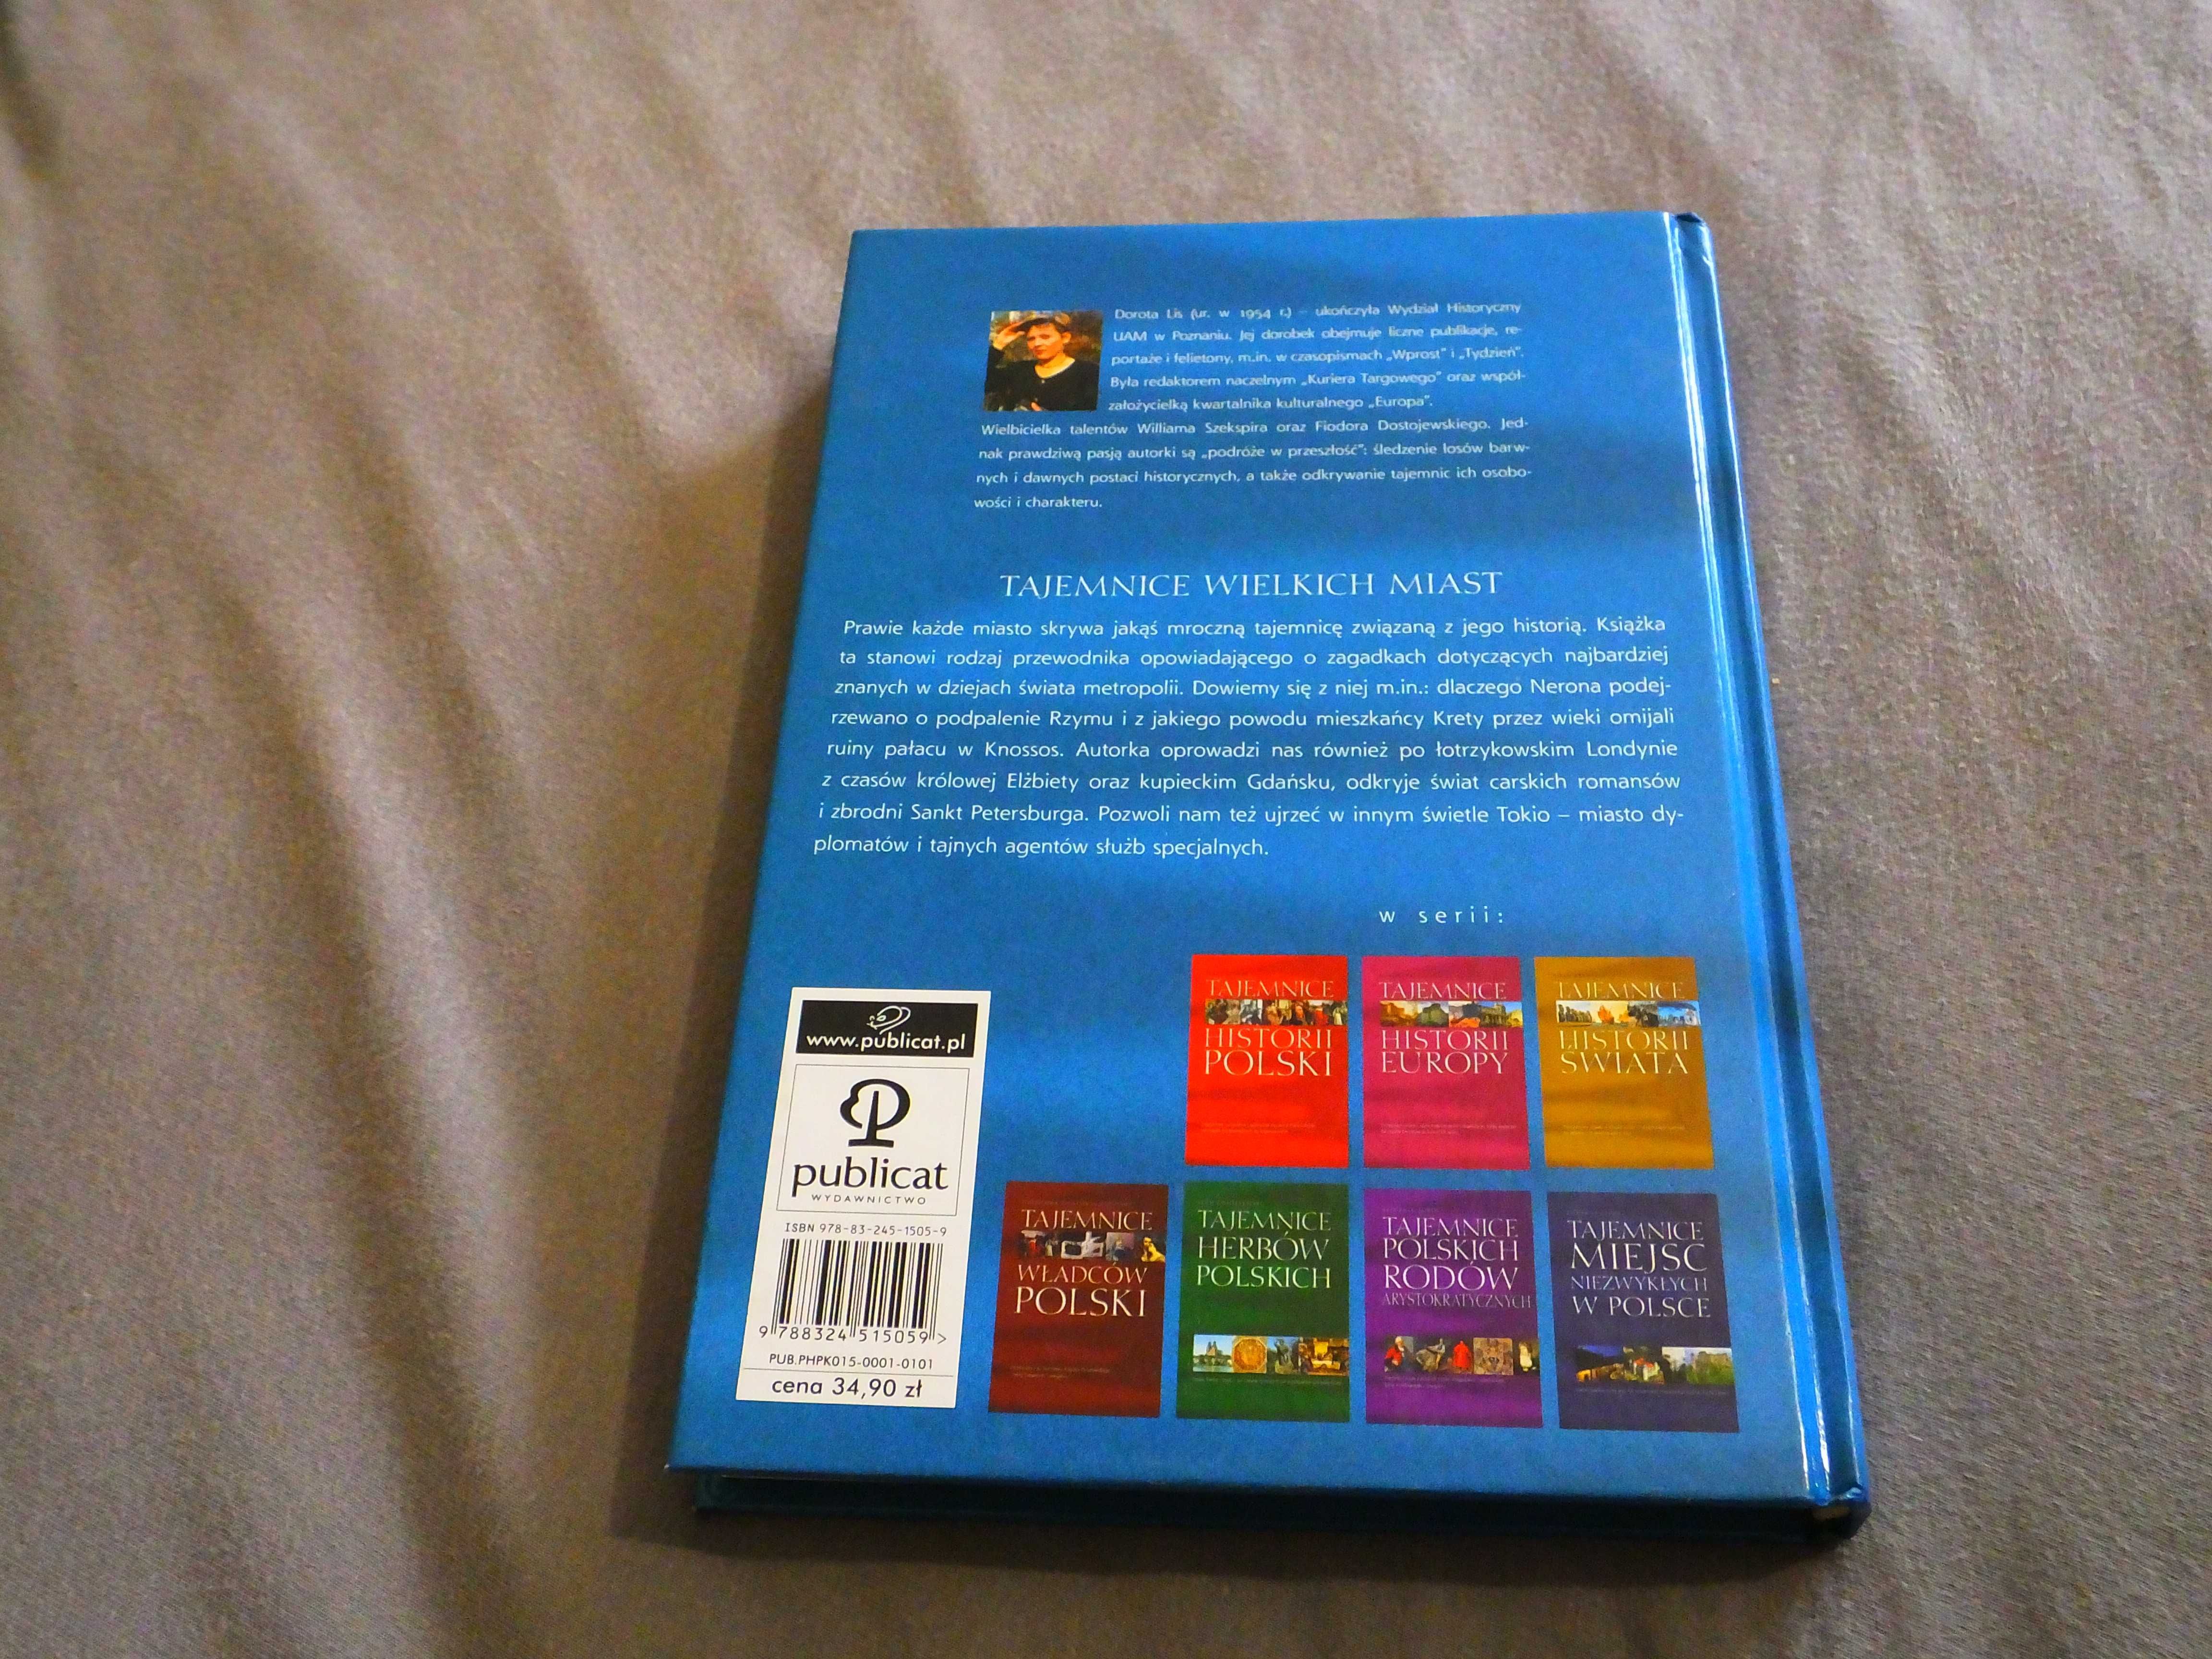 Dorota Lis (ur. w 1954 r.) – ukończyła Wydział Historyczny
UAM w Poznaniu. Jej dorobek obejmuje liczne publikacje, re-
portaże i felietony, m.in. w czasopismach „Wprost” i „Tydzień”.
Była redaktorem naczelnym „Kuriera Targowego” oraz współ-
założycielką kwartalnika kulturalnego „Europa”.
Wielbicielka talentów Williama Szekspira oraz Fiodora Dostojewskiego. Jed-
nak prawdziwą pasją autorki są „podróże w przeszłość”: śledzenie losów barw-
nych i dawnych postaci historycznych, a także odkrywanie tajemnic ich osobo-
wości i charakteru.
TAJEMNICE WIELKICH MIAST
Prawie każde miasto skrywa jakąś mroczną tajemnicę związaną z jego historią. Książka
ta stanowi rodzaj przewodnika opowiadającego o zagadkach dotyczących najbardziej
znanych w dziejach świata metropolii. Dowiemy się z niej m.in.: dlaczego Nerona podej-
rzewano o podpalenie Rzymu i z jakiego powodu mieszkańcy Krety przez wieki omijali
ruiny pałacu w Knossos. Autorka oprowadzi nas również po łotrzykowskim Londynie
z czasów królowej Elżbiety oraz kupieckim Gdańsku, odkryje świat carskich romansów
i zbrodni Sankt Petersburga. Pozwoli nam też ujrzeć w innym świetle Tokio – miasto dy-
plomatów i tajnych agentów służb specjalnych.
w serii:
TAJEMNICE
HISTORII
POLSKI
TAJEMNICE
HISTORII
EUROPY
TAJEMNICE
HISTORII
ŚWIATA
TAJEMNICE
WŁADCÓW
POLSKI
TAJEMNICE
HERBÓW
POLSKICH
TAJEMNICE
POLSKICH
RODÓW
ARYSTOKRATYCZNYCH
TAJEMNICE
MIEJSC
NIEZWYKŁYCH
W POLSCE
www.publicat.pl
publicat
WYDAWNICTWO
ISBN 978-83-245-1505-9
9 788324 515059 >
PUB.PHPK015-0001-0101
cena 34,90 zł